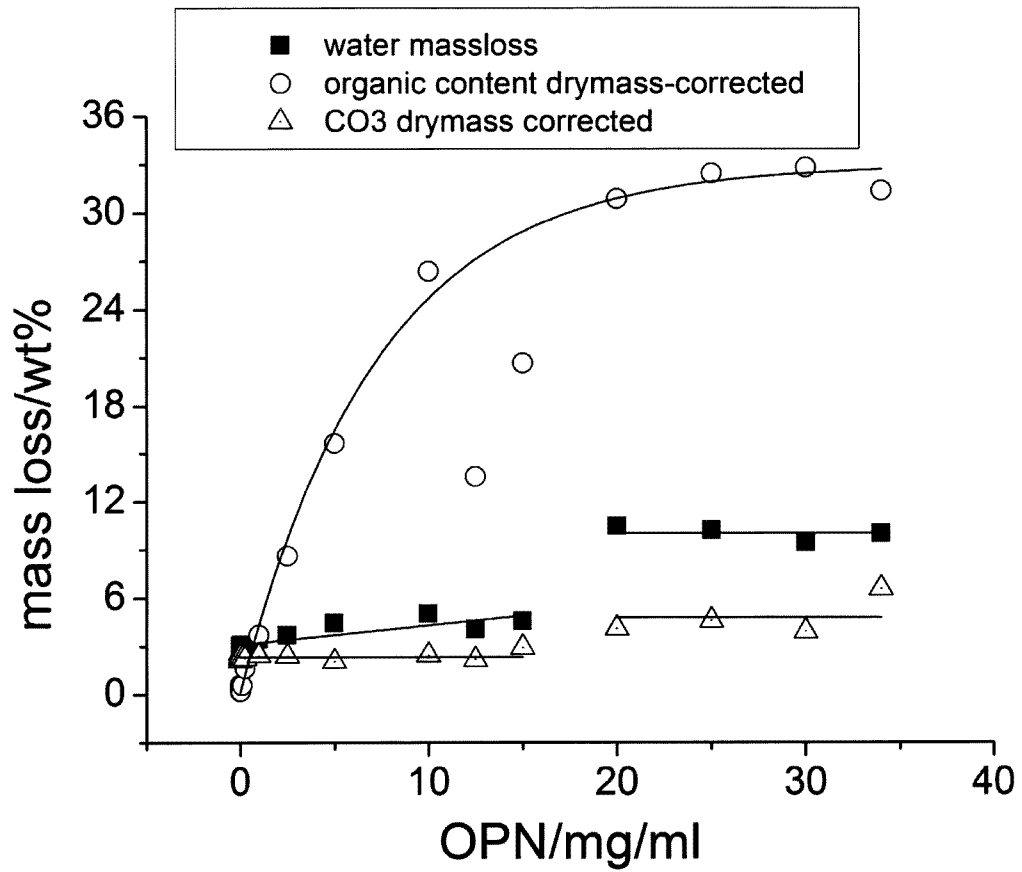 water massloss
organic content drymass-corrected
CO3 drymass corrected
36
30
24
18
12
6
0
mass loss/wt%
0 10 20 30 40
OPN/mg/ml